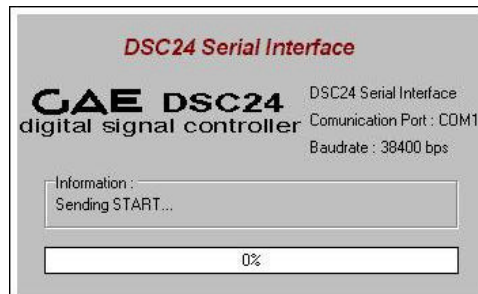 DSC24 Serial Interface
GAE DSC24
digital signal controller
DSC24 Serial Interface
Comunication Port : COM1
Baudrate : 38400 bps
Information :
Sending START...
0%